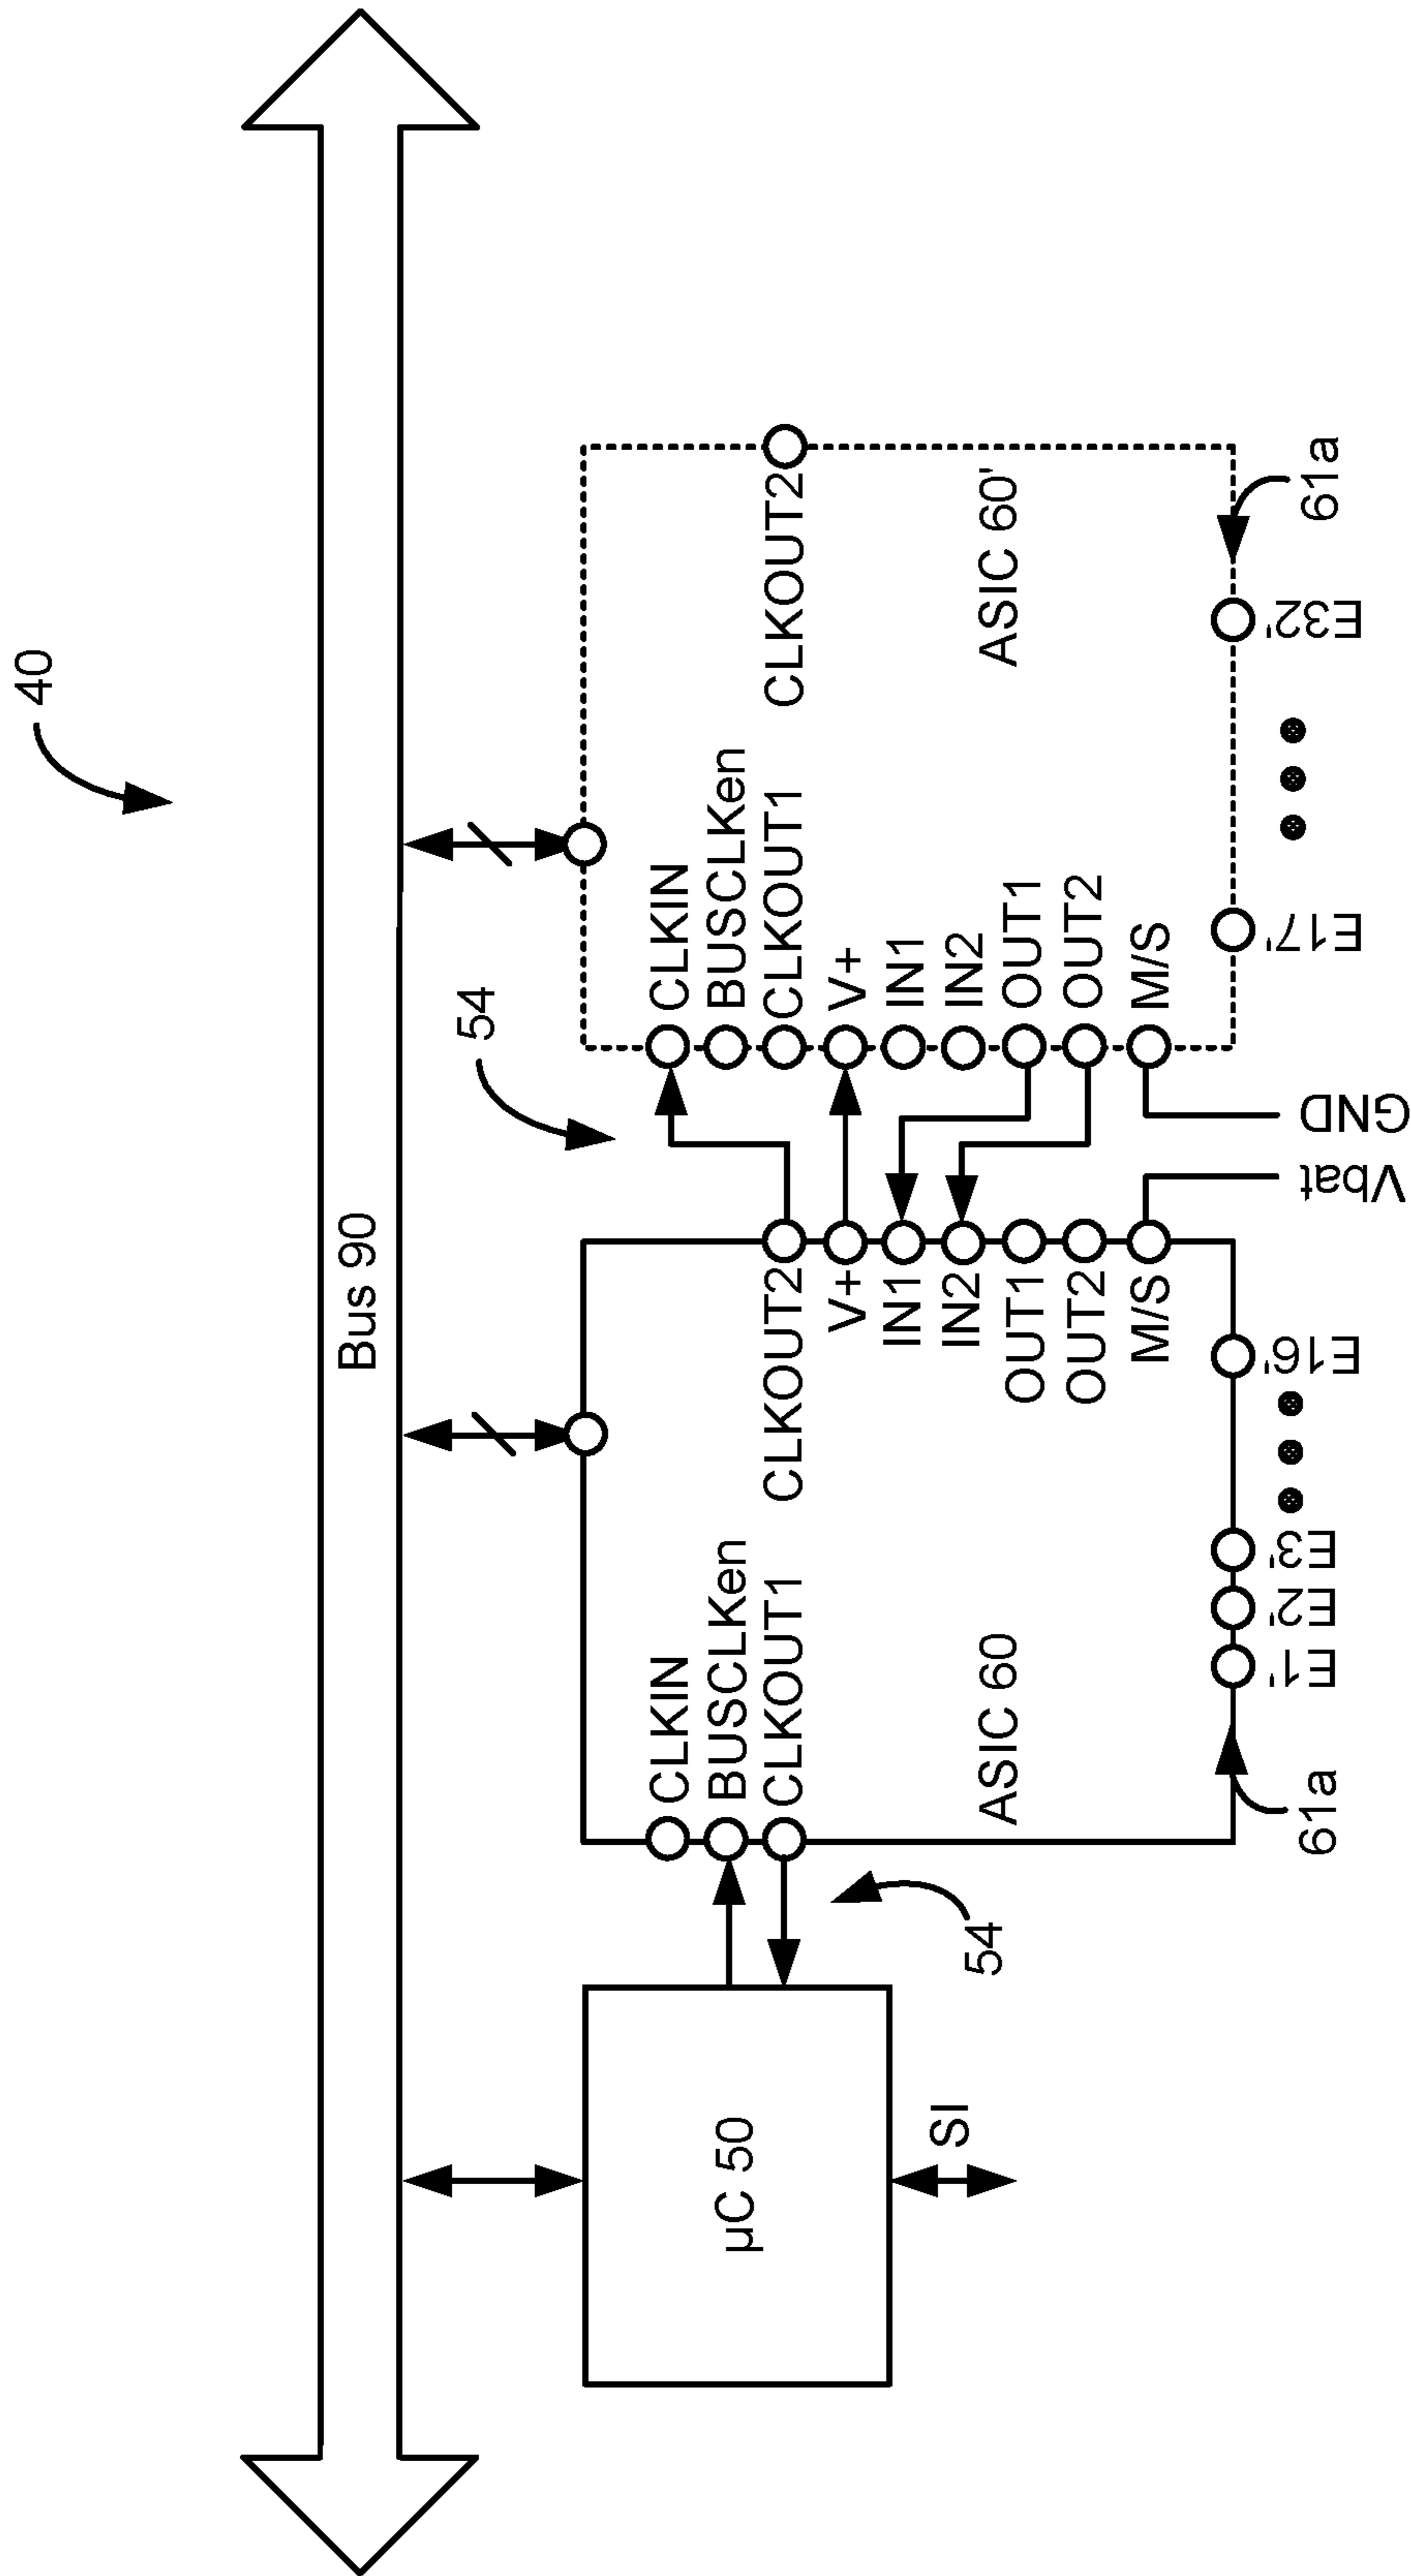 40
Bus 90
54
µC 50
SI
54
CLKIN
BUSCLKen
CLKOUT1
CLKOUT2
V+
IN1
IN2
OUT1
OUT2
M/S
ASIC 60
61a
E1'
E2'
E3'
E16'
Vbat
GND
CLKIN
BUSCLKen
CLKOUT1
CLKOUT2
V+
IN1
IN2
OUT1
OUT2
M/S
ASIC 60'
E17'
E32'
61a